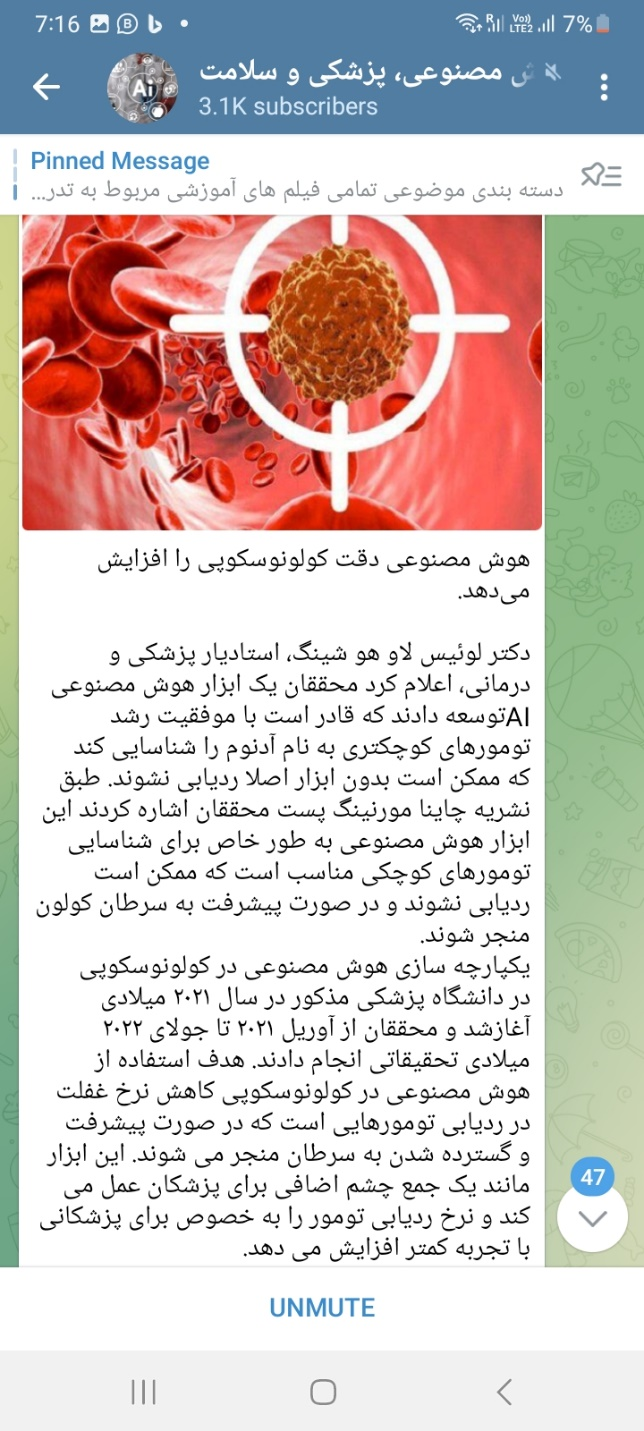 7:16
R
Vo))
LTE2
7%
ش مصنوعی، پزشکی و سلامت
Ai
3.1K subscribers
Pinned Message
دسته بندی موضوعی تمامی فیلم های آموزشی مربوط به تدر...
هوش مصنوعی دقت کولونوسکوپی را افزایش
می‌دهد.
دکتر لوئیس لاو هو شینگ، استادیار پزشکی و
درمانی، اعلام کرد محققان یک ابزار هوش مصنوعی
AIتوسعه دادند که قادر است با موفقیت رشد
تومورهای کوچکتری به نام آدنوم را شناسایی کند
که ممکن است بدون ابزار اصلا ردیابی نشوند. طبق
نشریه چاینا مورنینگ پست محققان اشاره کردند این
ابزار هوش مصنوعی به طور خاص برای شناسایی
تومورهای کوچکی مناسب است که ممکن است
ردیابی نشوند و در صورت پیشرفت به سرطان کولون
منجر شوند.
یکپارچه سازی هوش مصنوعی در کولونوسکوپی
در دانشگاه پزشکی مذکور در سال ۲۰۲۱ میلادی
آغازشد و محققان از آوریل ۲۰۲۱ تا جولای ۲۰۲۲
میلادی تحقیقاتی انجام دادند. هدف استفاده از
هوش مصنوعی در کولونوسکوپی کاهش نرخ غفلت
در ردیابی تومورهایی است که در صورت پیشرفت
و گسترده شدن به سرطان منجر می شوند. این ابزار
مانند یک جمع چشم اضافی برای پزشکان عمل می
کند و نرخ ردیابی تومور را به خصوص برای پزشکانی
با تجربه کمتر افزایش می دهد.
47
UNMUTE